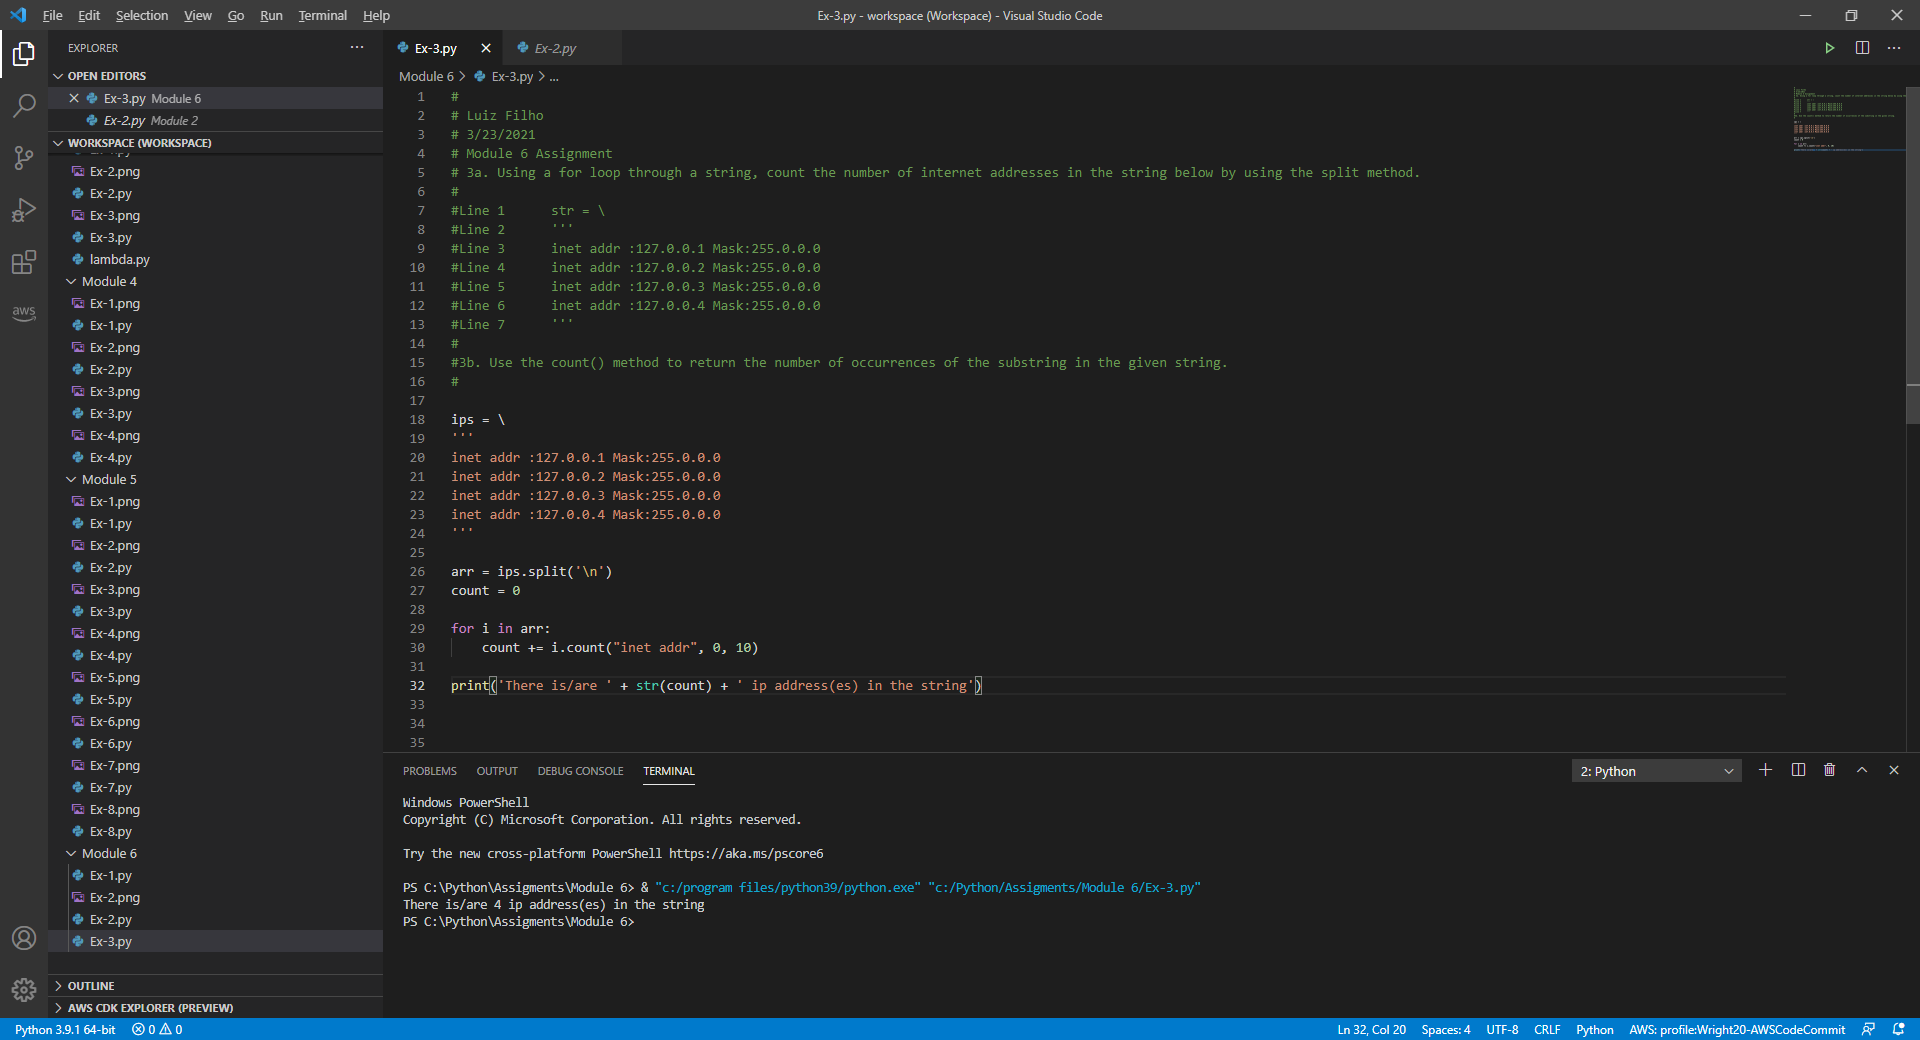 File Edit Selection View Go Run Terminal Help
Ex-3.py - workspace (Workspace) - Visual Studio Code
EXPLORER
OPEN EDITORS
Ex-3.py Module 6
Ex-2.py Module 2
WORKSPACE (WORKSPACE)
Ex-2.png
Ex-2.py
Ex-3.png
Ex-3.py
lambda.py
Module 4
Ex-1.png
Ex-1.py
Ex-2.png
Ex-2.py
Ex-3.png
Ex-3.py
Ex-4.png
Ex-4.py
Module 5
Ex-1.png
Ex-1.py
Ex-2.png
Ex-2.py
Ex-3.png
Ex-3.py
Ex-4.png
Ex-4.py
Ex-5.png
Ex-5.py
Ex-6.png
Ex-6.py
Ex-7.png
Ex-7.py
Ex-8.png
Ex-8.py
Module 6
Ex-1.py
Ex-2.png
Ex-2.py
Ex-3.py
OUTLINE
AWS CDK EXPLORER (PREVIEW)
aws
Ex-3.py Ex-2.py
Module 6 > Ex-3.py > ...
1 #
2 # Luiz Filho
3 # 3/23/2021
4 # Module 6 Assignment
5 # 3a. Using a for loop through a string, count the number of internet addresses in the string below by using the split method.
6 #
7 #Line 1 str = \
8 #Line 2 '''
9 #Line 3 inet addr :127.0.0.1 Mask:255.0.0.0
10 #Line 4 inet addr :127.0.0.2 Mask:255.0.0.0
11 #Line 5 inet addr :127.0.0.3 Mask:255.0.0.0
12 #Line 6 inet addr :127.0.0.4 Mask:255.0.0.0
13 #Line 7 '''
14 #
15 #3b. Use the count() method to return the number of occurrences of the substring in the given string.
16 #
17
18 ips = \
19 '''
20 inet addr :127.0.0.1 Mask:255.0.0.0
21 inet addr :127.0.0.2 Mask:255.0.0.0
22 inet addr :127.0.0.3 Mask:255.0.0.0
23 inet addr :127.0.0.4 Mask:255.0.0.0
24 '''
25
26 arr = ips.split('\n')
27 count = 0
28
29 for i in arr:
30 count += i.count("inet addr", 0, 10)
31
32 print('There is/are ' + str(count) + ' ip address(es) in the string')
33
34
35
PROBLEMS OUTPUT DEBUG CONSOLE TERMINAL
2: Python
Windows PowerShell
Copyright (C) Microsoft Corporation. All rights reserved.
Try the new cross-platform PowerShell https://aka.ms/pscore6
PS C:\Python\Assigments\Module 6> & "c:/program files/python39/python.exe" "c:/Python/Assigments/Module 6/Ex-3.py"
There is/are 4 ip address(es) in the string
PS C:\Python\Assigments\Module 6>
Python 3.9.1 64-bit 0 0
Ln 32, Col 20 Spaces: 4 UTF-8 CRLF Python AWS: profile:Wright20-AWSCodeCommit